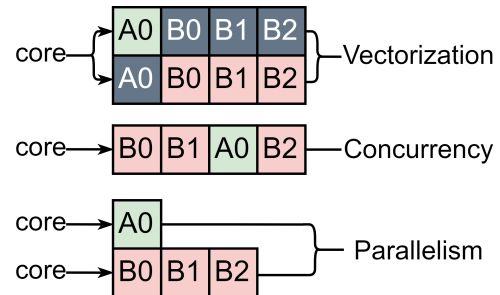 A0 B0 B1 B2
core
Vectorization
A0 B0 B1 B2
core B0 B1 A0 B2 Concurrency
core A0
Parallelism
core B0 B1 B2